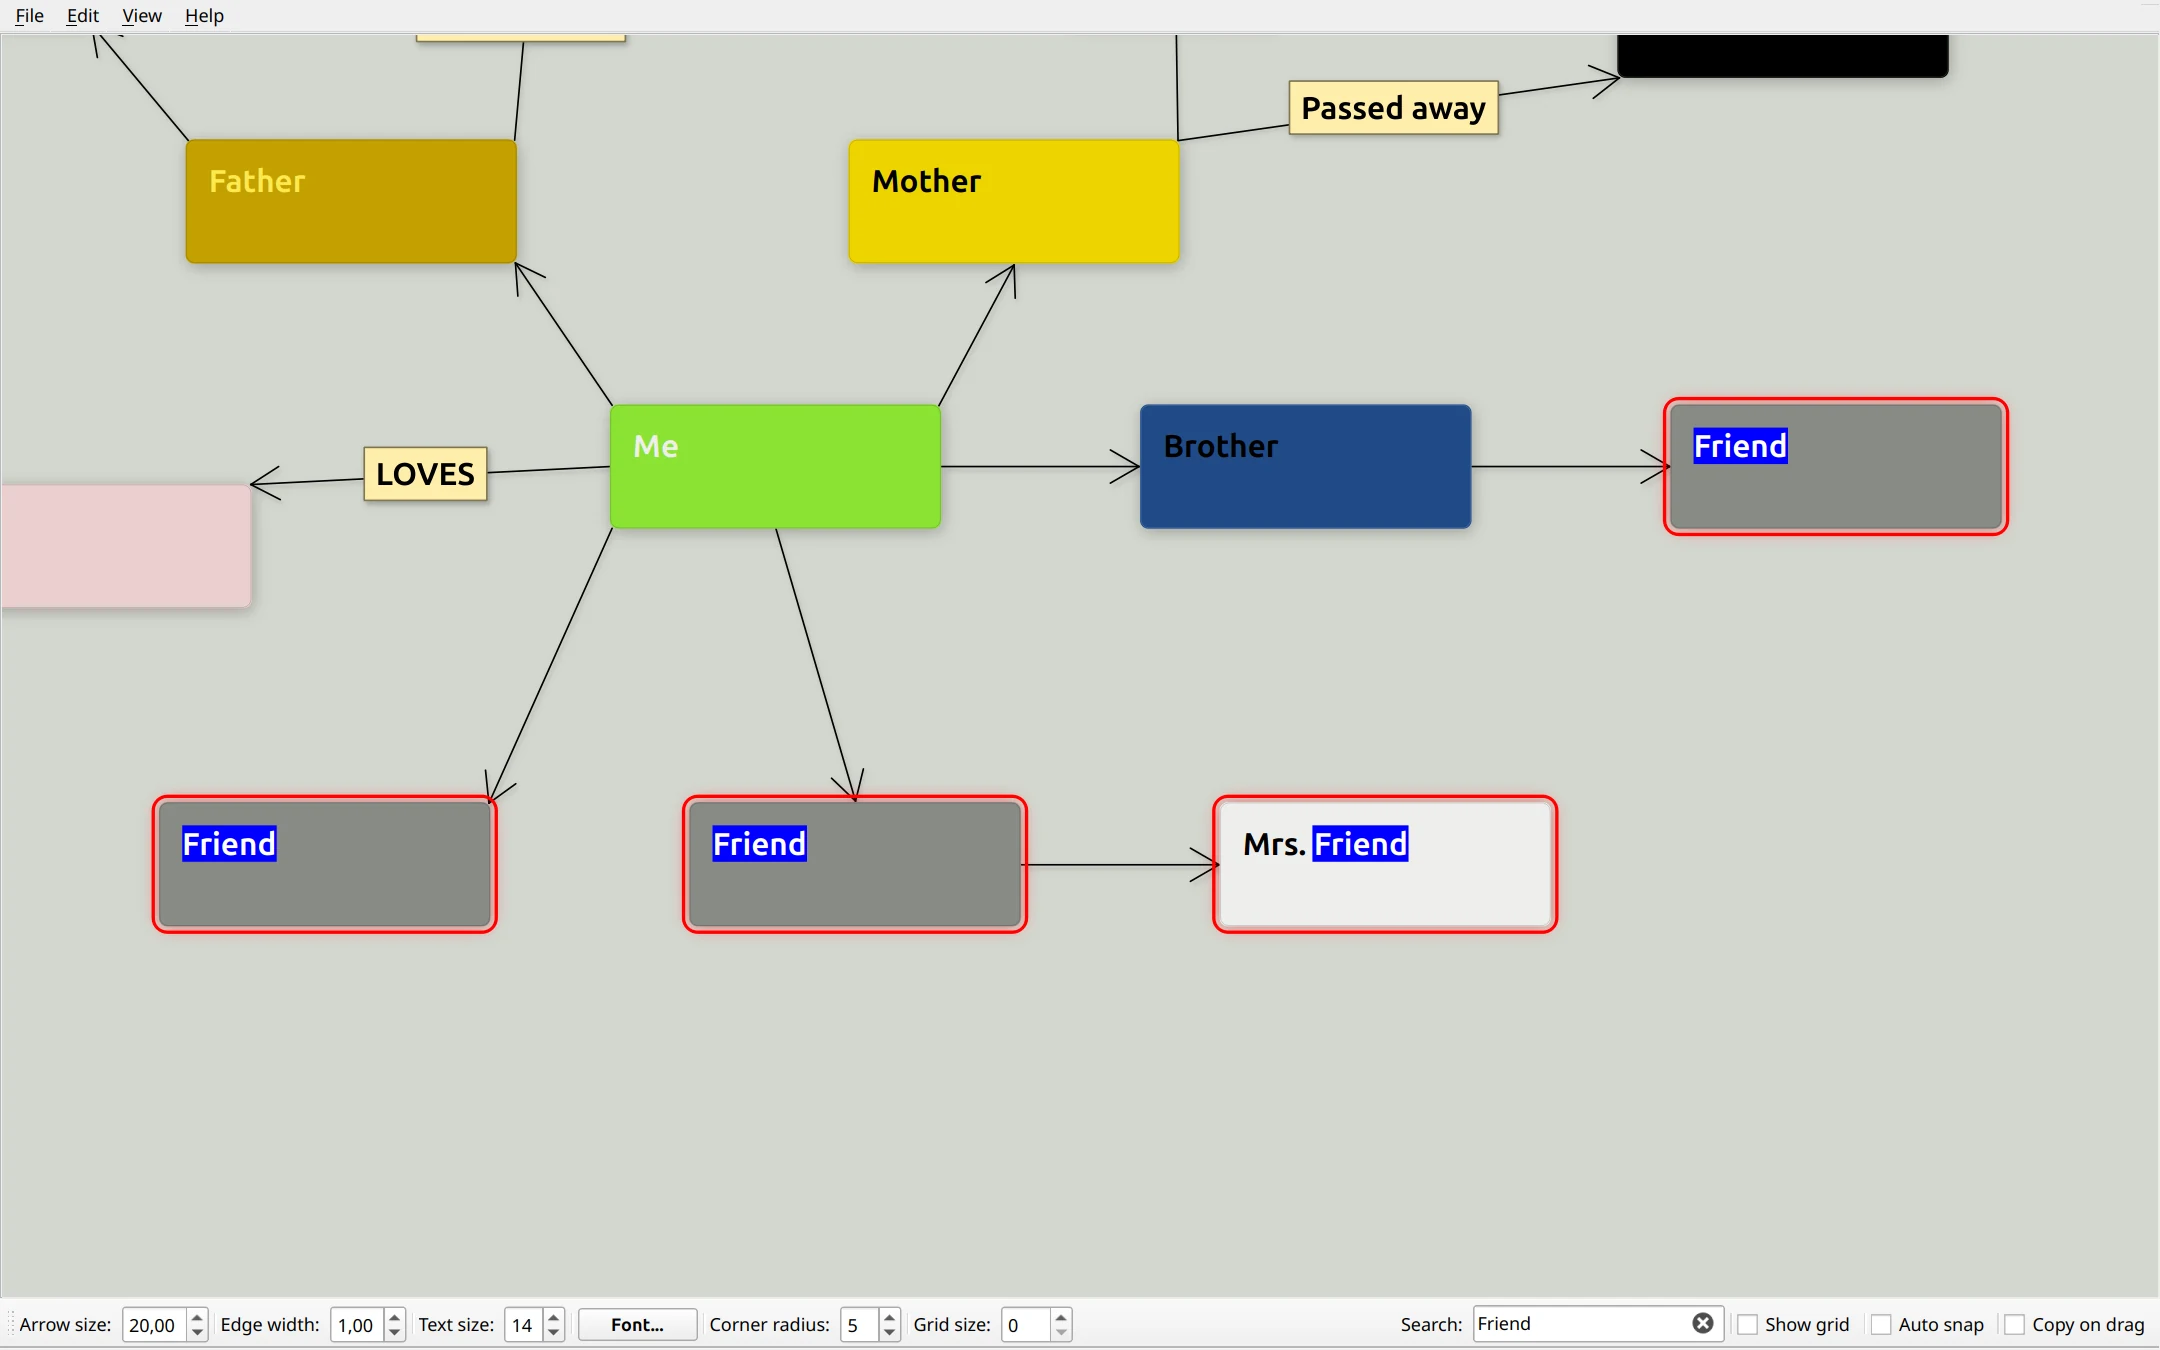 File Edit View Help
Passed away
Father
Mother
Me
Brother
Friend
LOVES
Friend
Friend
Mrs. Friend
Arrow size: 20,00 Edge width: 1,00 Text size: 14 Font... Corner radius: 5 Grid size: 0 Search: Friend Show grid Auto snap Copy on drag